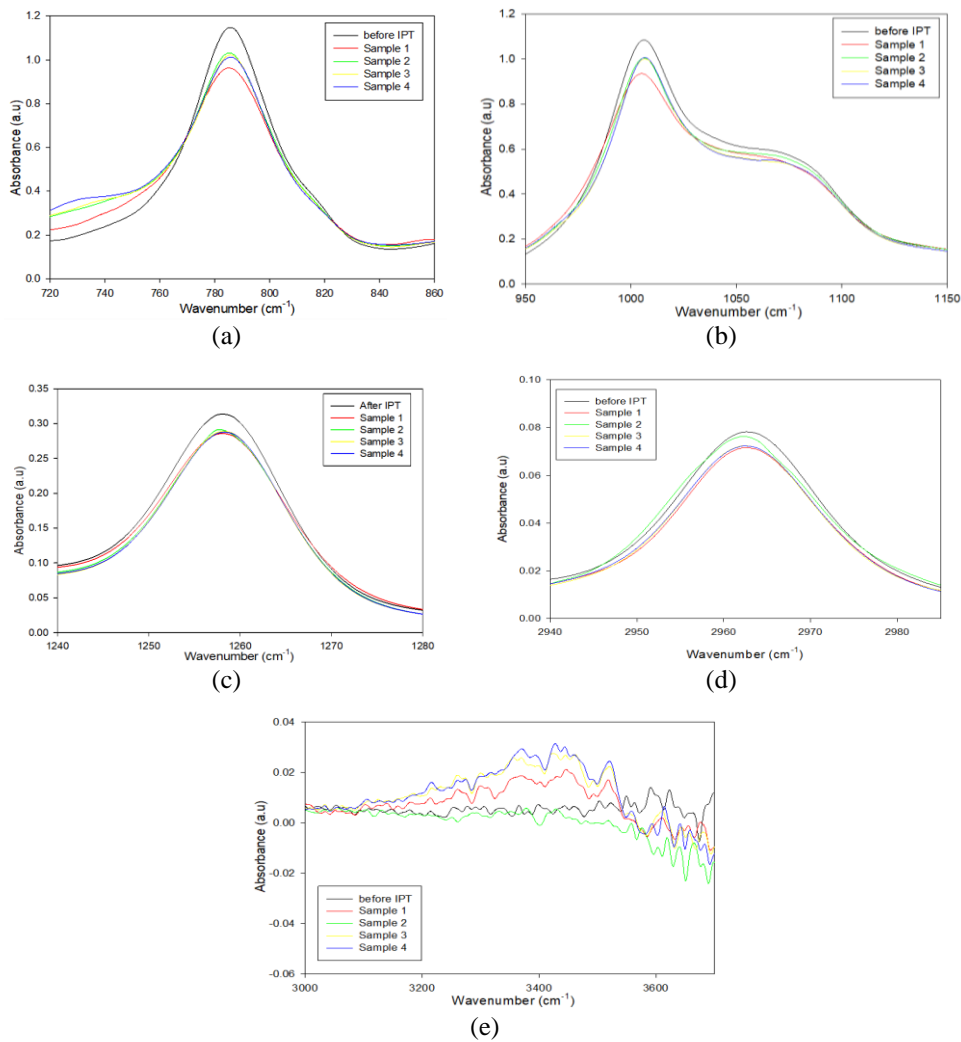 1.2
1.0
0.8
0.6
0.4
0.2
0.0
Absorbance (a.u)
720 740 760 780 800 820 840 860
Wavenumber (cm-1)
before IPT
Sample 1
Sample 2
Sample 3
Sample 4
(a)
1.2
1.0
0.8
0.6
0.4
0.2
0.0
Absorbance (a.u)
950 1000 1050 1100 1150
Wavenumber (cm-1)
before IPT
Sample 1
Sample 2
Sample 3
Sample 4
(b)
0.35
0.30
0.25
0.20
0.15
0.10
0.05
0.00
Absorbance (a.u)
1240 1250 1260 1270 1280
Wavenumber (cm-1)
After IPT
Sample 1
Sample 2
Sample 3
Sample 4
(c)
0.10
0.08
0.06
0.04
0.02
0.00
Absorbance (a.u)
2940 2950 2960 2970 2980
Wavenumber (cm-1)
before IPT
Sample 1
Sample 2
Sample 3
Sample 4
(d)
0.04
0.02
0.00
-0.02
-0.04
-0.06
Absorbance (a.u)
3000 3200 3400 3600
Wavenumber (cm-1)
before IPT
Sample 1
Sample 2
Sample 3
Sample 4
(e)